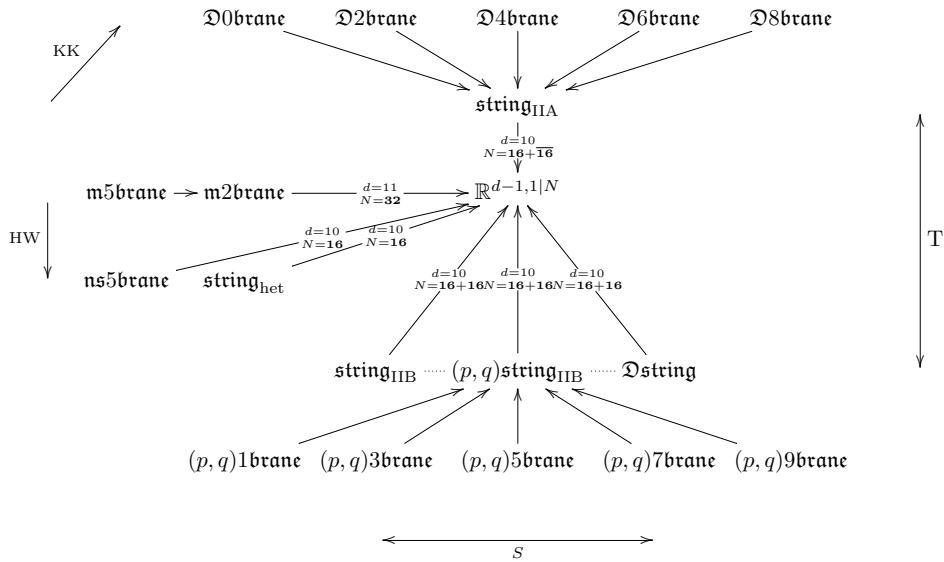 𝔇0𝔟𝔯𝔞𝔫𝔢 𝔇2𝔟𝔯𝔞𝔫𝔢 𝔇4𝔟𝔯𝔞𝔫𝔢 𝔇6𝔟𝔯𝔞𝔫𝔢 𝔇8𝔟𝔯𝔞𝔫𝔢
KK
𝔰𝔱𝔯𝔦𝔫𝔤_IIA
d=10
N=16+1̅6̅
𝔪5𝔟𝔯𝔞𝔫𝔢 𝔪2𝔟𝔯𝔞𝔫𝔢 d=11 ℝ^{d−1,1|N}
N=32
HW T
d=10 d=10
N=16 N=16
𝔫𝔰5𝔟𝔯𝔞𝔫𝔢 𝔰𝔱𝔯𝔦𝔫𝔤_het
d=10 d=10 d=10
N=16+16 N=16+16 N=16+16
𝔰𝔱𝔯𝔦𝔫𝔤_IIB (p,q)𝔰𝔱𝔯𝔦𝔫𝔤_IIB 𝔇𝔰𝔱𝔯𝔦𝔫𝔤
(p,q)1𝔟𝔯𝔞𝔫𝔢 (p,q)3𝔟𝔯𝔞𝔫𝔢 (p,q)5𝔟𝔯𝔞𝔫𝔢 (p,q)7𝔟𝔯𝔞𝔫𝔢 (p,q)9𝔟𝔯𝔞𝔫𝔢
S